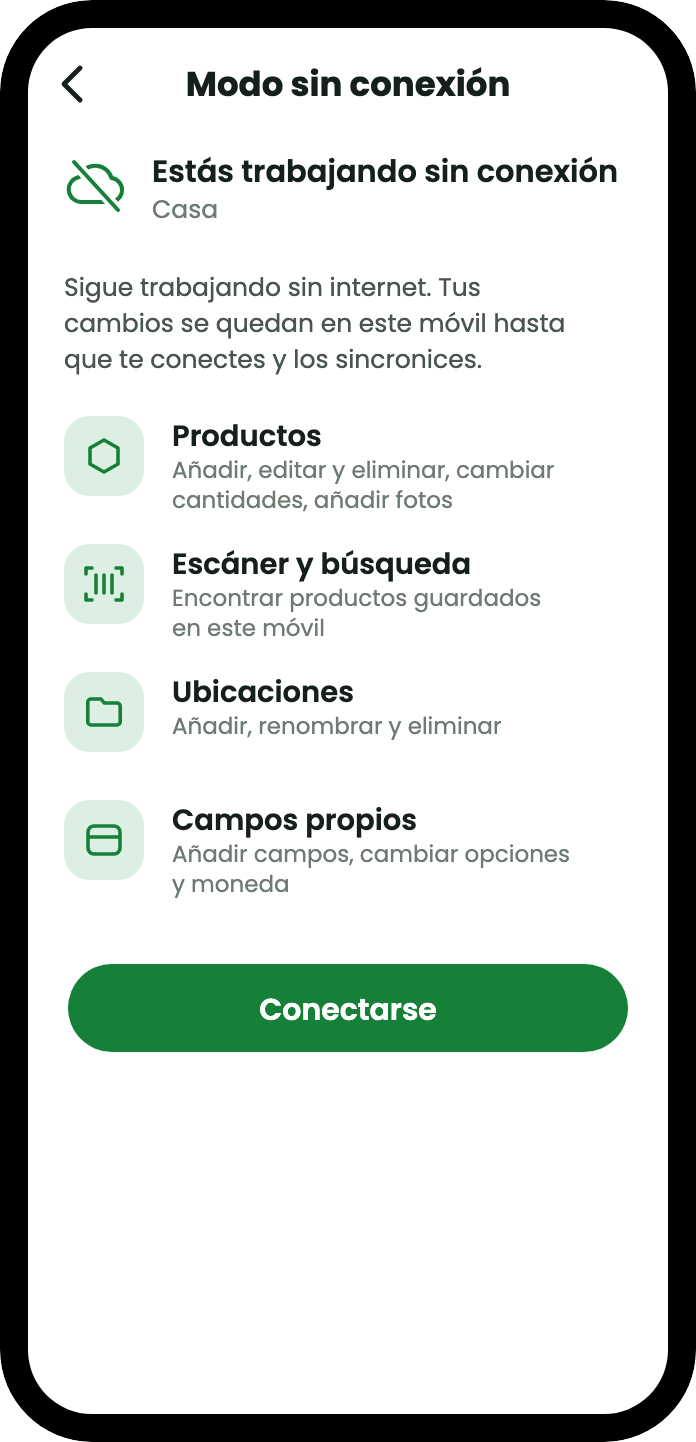 Modo sin conexión
Estás trabajando sin conexión
Casa
Sigue trabajando sin internet. Tus
cambios se quedan en este móvil hasta
que te conectes y los sincronices.
Productos
Añadir, editar y eliminar, cambiar
cantidades, añadir fotos
Escáner y búsqueda
Encontrar productos guardados
en este móvil
Ubicaciones
Añadir, renombrar y eliminar
Campos propios
Añadir campos, cambiar opciones
y moneda
Conectarse